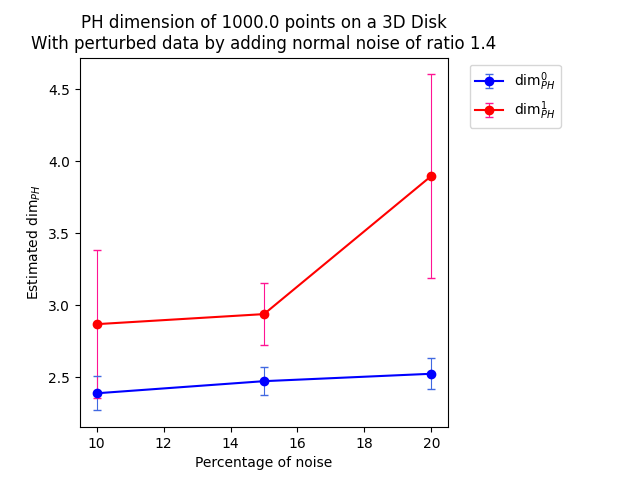 PH dimension of 1000.0 points on a 3D Disk
With perturbed data by adding normal noise of ratio 1.4
dim⁰PH
dim¹PH
4.5
4.0
3.5
3.0
2.5
Estimated dimPH
10 12 14 16 18 20
Percentage of noise